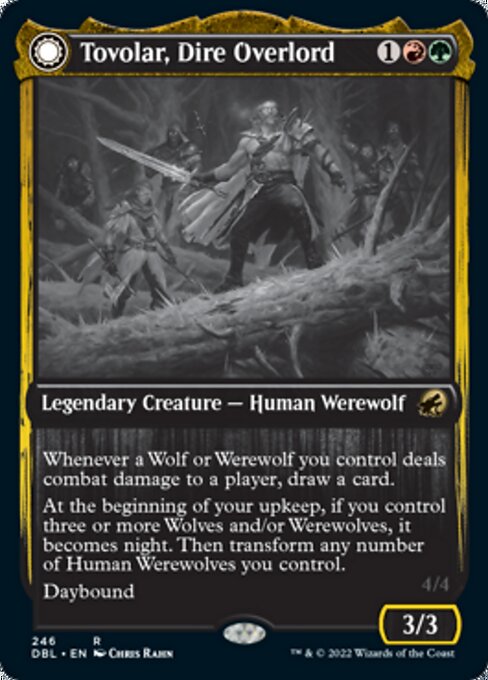 Tovolar, Dire Overlord 1
Legendary Creature — Human Werewolf
Whenever a Wolf or Werewolf you control deals
combat damage to a player, draw a card.
At the beginning of your upkeep, if you control
three or more Wolves and/or Werewolves, it
becomes night. Then transform any number
of Human Werewolves you control.
4/4
Daybound
3/3
246 R
DBL • EN Chris Rahn ™ & © 2022 Wizards of the Coast